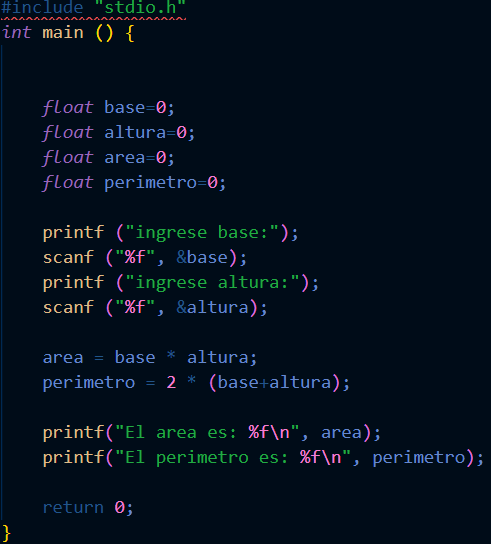 #include "stdio.h"
int main () {
float base=0;
float altura=0;
float area=0;
float perimetro=0;
printf ("ingrese base:");
scanf ("%f", &base);
printf ("ingrese altura:");
scanf ("%f", &altura);
area = base * altura;
perimetro = 2 * (base+altura);
printf("El area es: %f\n", area);
printf("El perimetro es: %f\n", perimetro);
return 0;
}